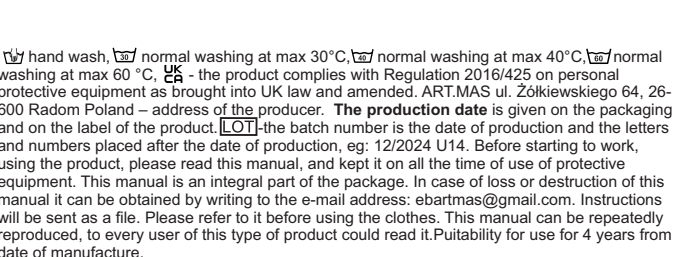 hand wash, 30 normal washing at max 30°C, 40 normal washing at max 40°C, 60 normal
washing at max 60 °C, UK CA - the product complies with Regulation 2016/425 on personal
protective equipment as brought into UK law and amended. ART.MAS ul. Żółkiewskiego 64, 26-
600 Radom Poland – address of the producer. The production date is given on the packaging
and on the label of the product. LOT-the batch number is the date of production and the letters
and numbers placed after the date of production, eg: 12/2024 U14. Before starting to work,
using the product, please read this manual, and kept it on all the time of use of protective
equipment. This manual is an integral part of the package. In case of loss or destruction of this
manual it can be obtained by writing to the e-mail address: ebartmas@gmail.com. Instructions
will be sent as a file. Please refer to it before using the clothes. This manual can be repeatedly
reproduced, to every user of this type of product could read it.Puitability for use for 4 years from
date of manufacture.